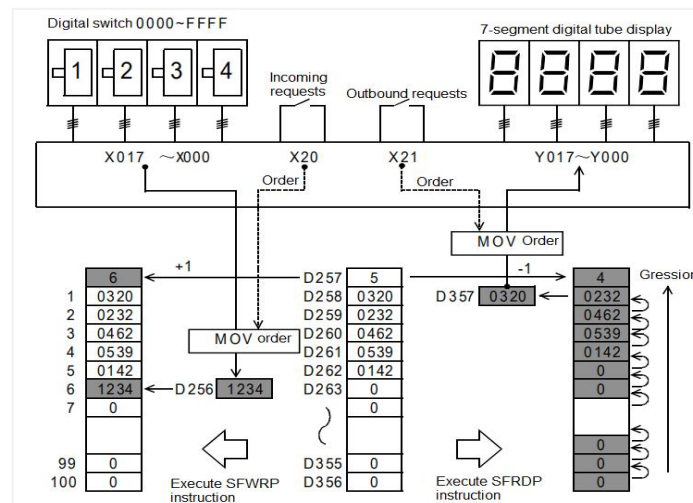 Digital switch 0000~FFFF
7-segment digital tube display
1 2 3 4
8 8 8 8
Incoming requests
Outbound requests
X017 ~X000
X20
X21
Y017~Y000
Order
Order
MOV Order
+1
-1
Gression
6
1 0320
2 0232
3 0462
4 0539
5 0142
6 1234
7 0
99 0
100 0
MOV order
D256 1234
D257 5
D258 0320
D259 0232
D260 0462
D261 0539
D262 0142
D263 0
0
D355 0
D356 0
D357 0320
4
0232
0462
0539
0142
0
0
0
0
0
Execute SFWRP
instruction
Execute SFRDP
instruction